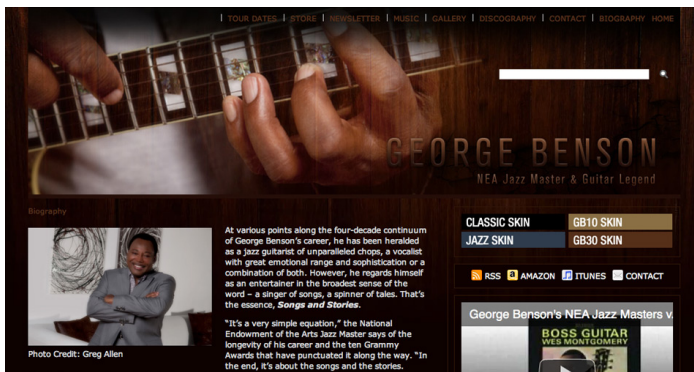 TOUR DATES | STORE | NEWSLETTER | MUSIC | GALLERY | DISCOGRAPHY | CONTACT | BIOGRAPHY HOME
GEORGE BENSON
NEA Jazz Master & Guitar Legend
Biography
At various points along the four-decade continuum
of George Benson's career, he has been heralded
as a jazz guitarist of unparalleled chops, a vocalist
with great emotional range and sophistication or a
combination of both. However, he regards himself
as an entertainer in the broadest sense of the
word – a singer of songs, a spinner of tales. That's
the essence, Songs and Stories.
"It's a very simple equation," the National
Endowment of the Arts Jazz Master says of the
longevity of his career and the ten Grammy
Awards that have punctuated it along the way. "In
the end, it's about the songs and the stories.
Photo Credit: Greg Allen
CLASSIC SKIN
GB10 SKIN
JAZZ SKIN
GB30 SKIN
RSS AMAZON ITUNES CONTACT
George Benson's NEA Jazz Masters v.
BOSS GUITAR
WES MONTGOMERY